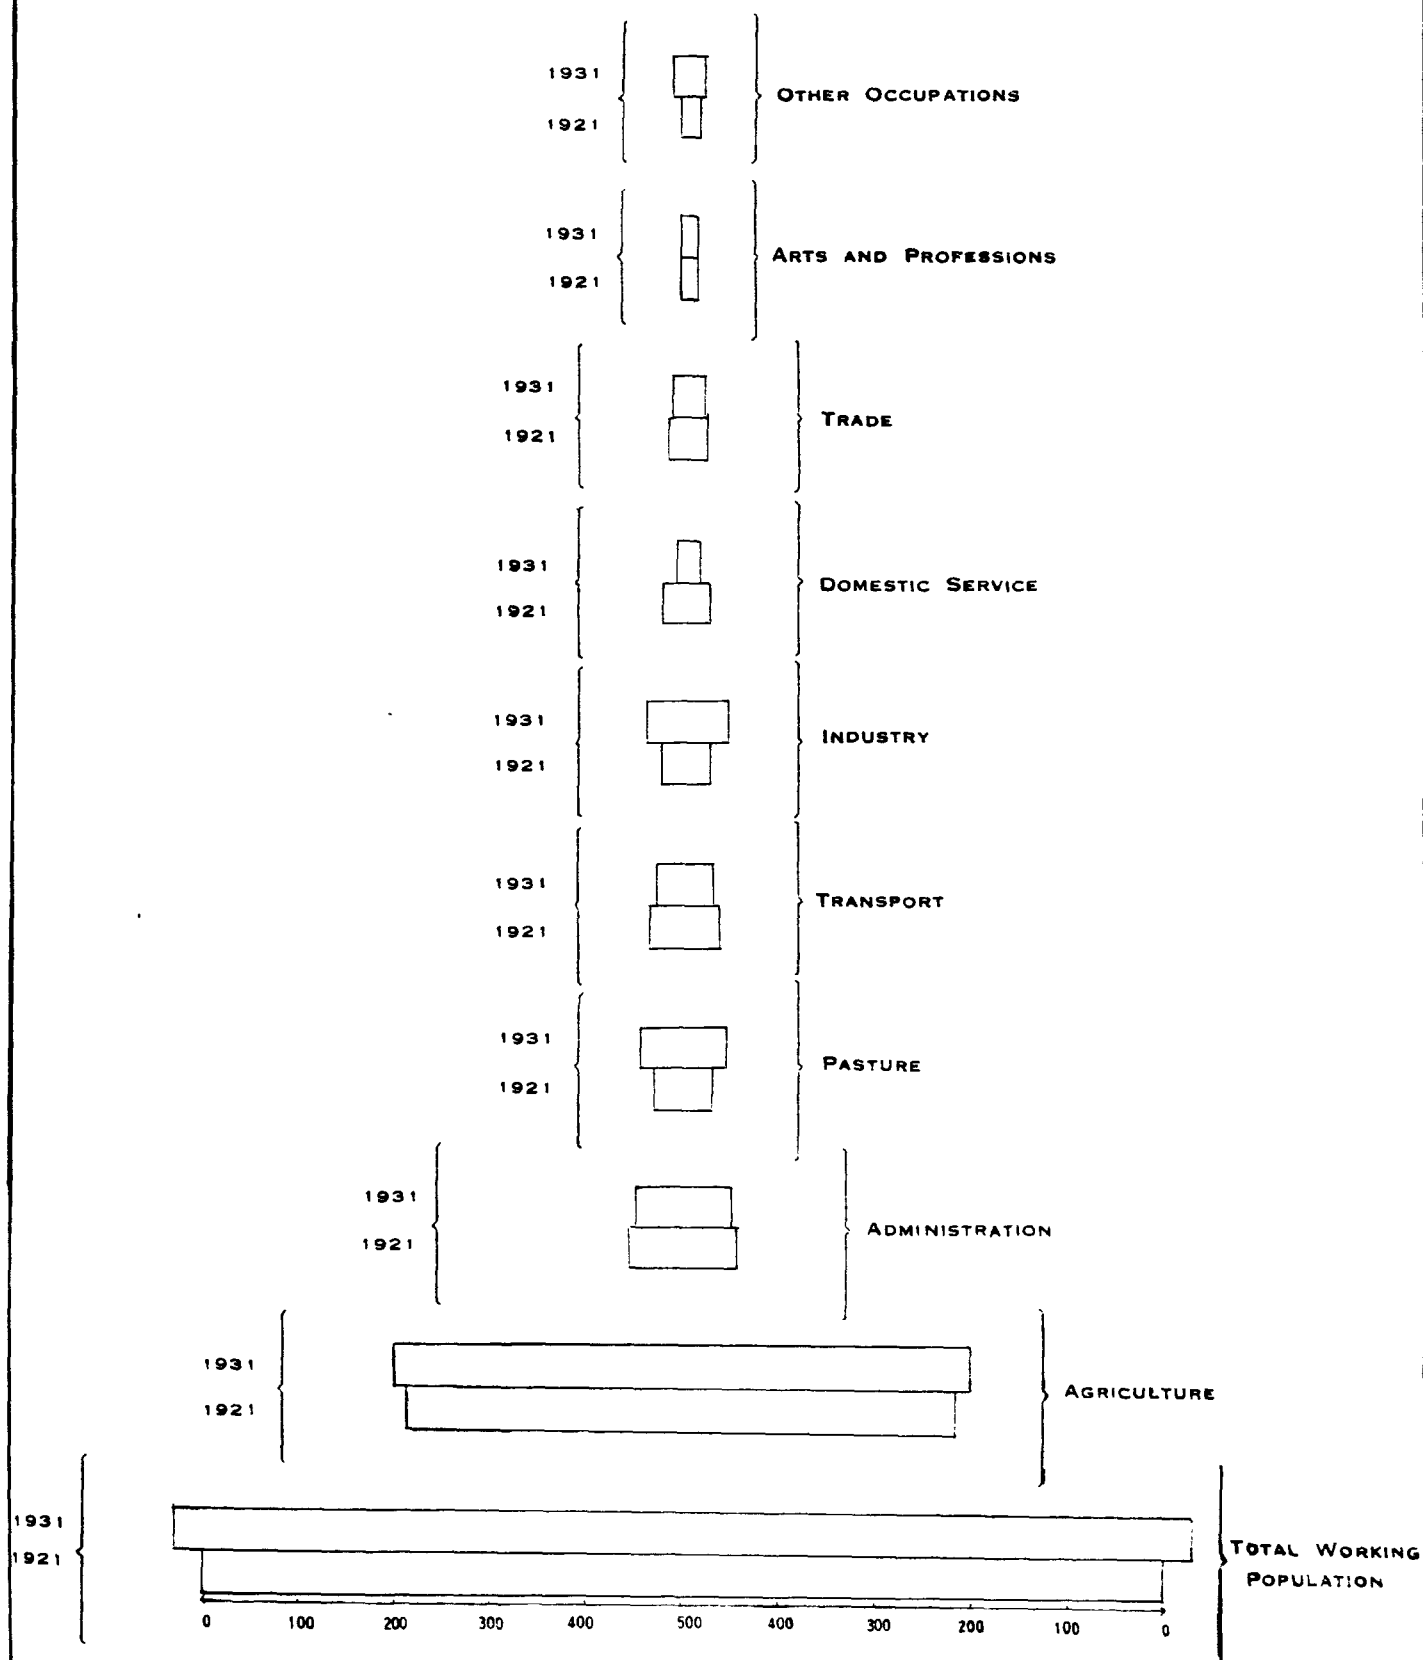 1931
OTHER OCCUPATIONS
1921
1931
ARTS AND PROFESSIONS
1921
1931
TRADE
1921
1931
DOMESTIC SERVICE
1921
1931
INDUSTRY
1921
1931
TRANSPORT
1921
1931
PASTURE
1921
1931
ADMINISTRATION
1921
1931
AGRICULTURE
1921
1931
1921
TOTAL WORKING
POPULATION
0 100 200 300 400 500 400 300 200 100 0